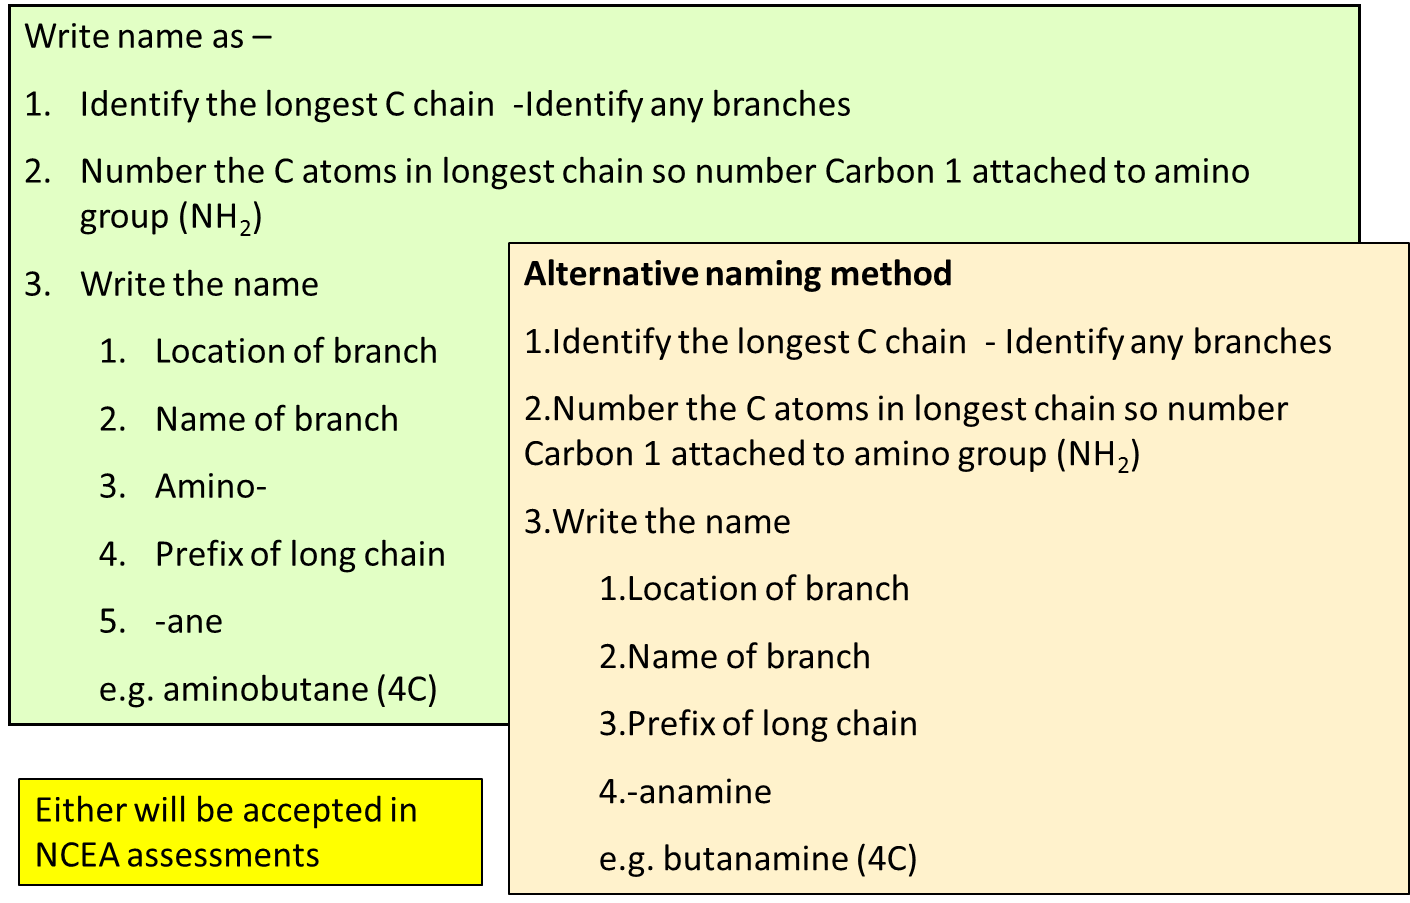 Write name as –
1. Identify the longest C chain -Identify any branches
2. Number the C atoms in longest chain so number Carbon 1 attached to amino
group (NH₂)
3. Write the name
1. Location of branch
2. Name of branch
3. Amino-
4. Prefix of long chain
5. -ane
e.g. aminobutane (4C)
Alternative naming method
1.Identify the longest C chain - Identify any branches
2.Number the C atoms in longest chain so number
Carbon 1 attached to amino group (NH₂)
3.Write the name
1.Location of branch
2.Name of branch
3.Prefix of long chain
4.-anamine
e.g. butanamine (4C)
Either will be accepted in
NCEA assessments